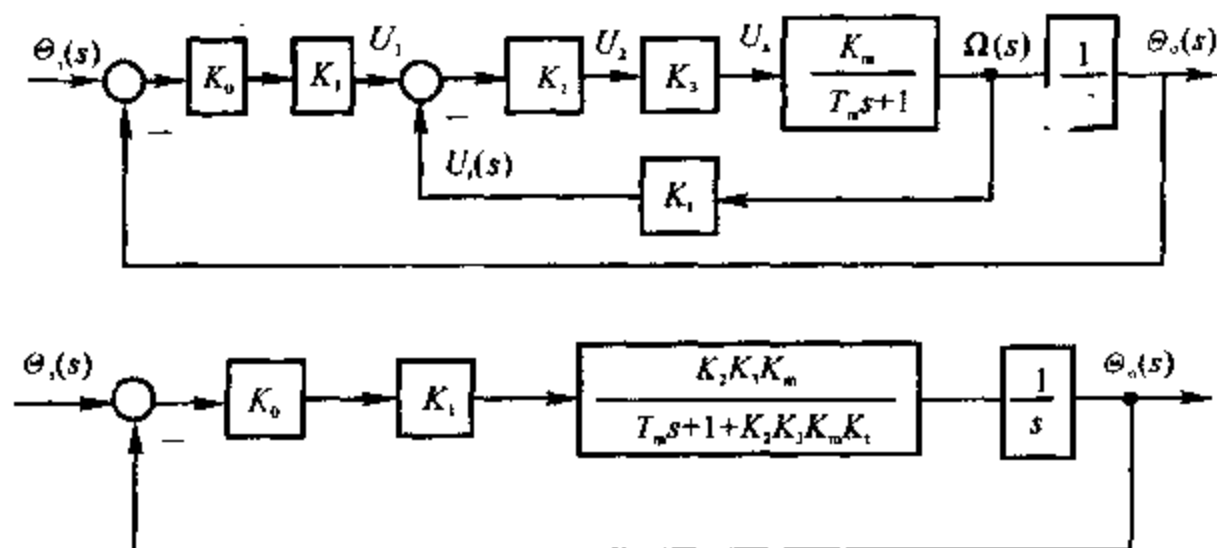 Θᵢ(s)
K₀
K₁
U₁
K₂
U₂
K₃
Uₐ
Kₘ
Tₘs+1
Ω(s)
1
Θₒ(s)
−
−
Uₜ(s)
Kₜ
Θᵢ(s)
K₀
K₁
K₂K₃Kₘ
Tₘs+1+K₂K₃KₘKₜ
1
s
Θₒ(s)
−